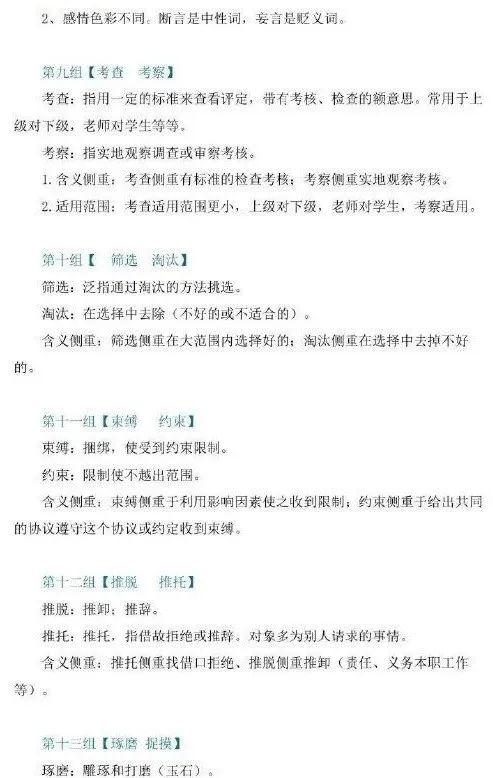 2、感情色彩不同。断言是中性词，妄言是贬义词。
第九组【考查 考察】
考查：指用一定的标准来查看评定，带有考核、检查的额意思。常用于上
级对下级，老师对学生等等。
考察：指实地观察调查或审察考核。
1.含义侧重：考查侧重有标准的检查考核；考察侧重实地观察考核。
2.适用范围：考查适用范围更小，上级对下级，老师对学生，考察适用。
第十组【 筛选 淘汰】
筛选：泛指通过淘汰的方法挑选。
淘汰：在选择中去除（不好的或不适合的）。
含义侧重：筛选侧重在大范围内选择好的；淘汰侧重在选择中去掉不好
的。
第十一组【束缚 约束】
束缚：捆绑，使受到约束限制。
约束：限制使不越出范围。
含义侧重：束缚侧重于利用影响因素使之收到限制；约束侧重于给出共同
的协议遵守这个协议或约定收到束缚。
第十二组【推脱 推托】
推脱：推卸；推辞。
推托：推托，指借故拒绝或推辞。对象多为别人请求的事情。
含义侧重：推托侧重找借口拒绝、推脱侧重推卸（责任、义务本职工作
等）。
第十三组【琢磨 捉摸】
琢磨：雕琢和打磨（玉石）。